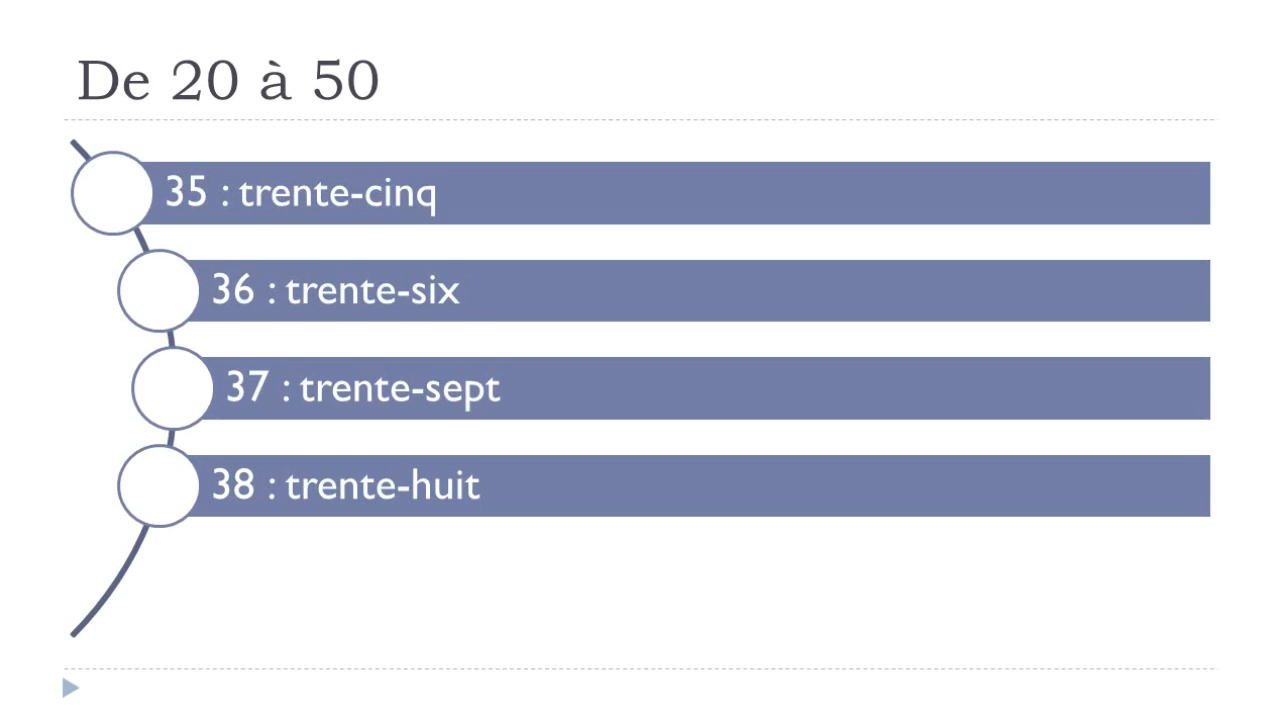 De 20 à 50
35 : trente-cinq
36 : trente-six
37 : trente-sept
38 : trente-huit